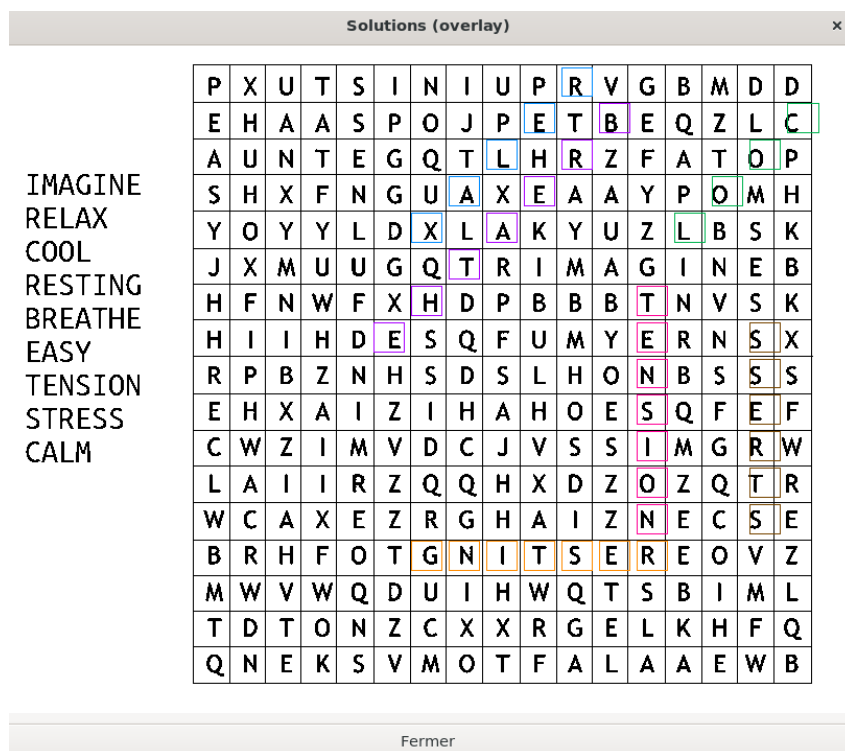 Solutions (overlay)
×
P X U T S I N I U P R V G B M D D
E H A A S P O J P E T B E Q Z L C
A U N T E G Q T L H R Z F A T O P
S H X F N G U A X E A A Y P O M H
Y O Y Y L D X L A K Y U Z L B S K
J X M U U G Q T R I M A G I N E B
H F N W F X H D P B B B T N V S K
H I I H D E S Q F U M Y E R N S X
R P B Z N H S D S L H O N B S S S
E H X A I Z I H A H O E S Q F E F
C W Z I M V D C J V S S I M G R W
L A I I R Z Q Q H X D Z O Z Q T R
W C A X E Z R G H A I Z N E C S E
B R H F O T G N I T S E R E O V Z
M W V W Q D U I H W Q T S B I M L
T D T O N Z C X X R G E L K H F Q
Q N E K S V M O T F A L A A E W B
IMAGINE
RELAX
COOL
RESTING
BREATHE
EASY
TENSION
STRESS
CALM
Fermer